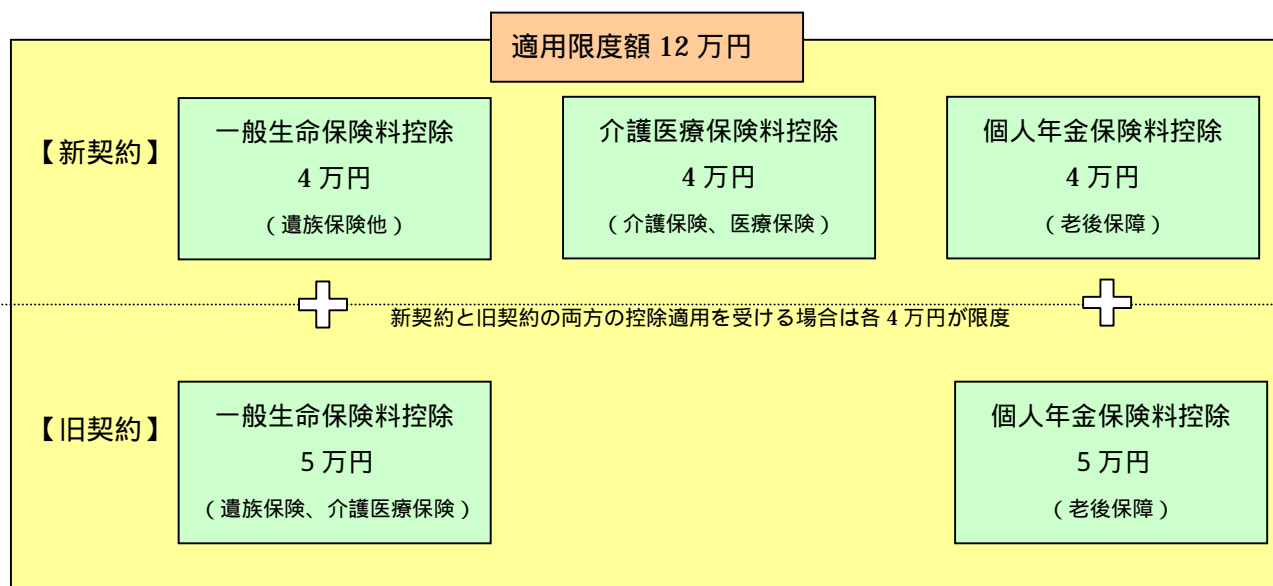 適用限度額 12 万円
【新契約】
一般生命保険料控除
4 万円
（遺族保険他）
介護医療保険料控除
4 万円
（介護保険、医療保険）
個人年金保険料控除
4 万円
（老後保障）
新契約と旧契約の両方の控除適用を受ける場合は各 4 万円が限度
【旧契約】
一般生命保険料控除
5 万円
（遺族保険、介護医療保険）
個人年金保険料控除
5 万円
（老後保障）